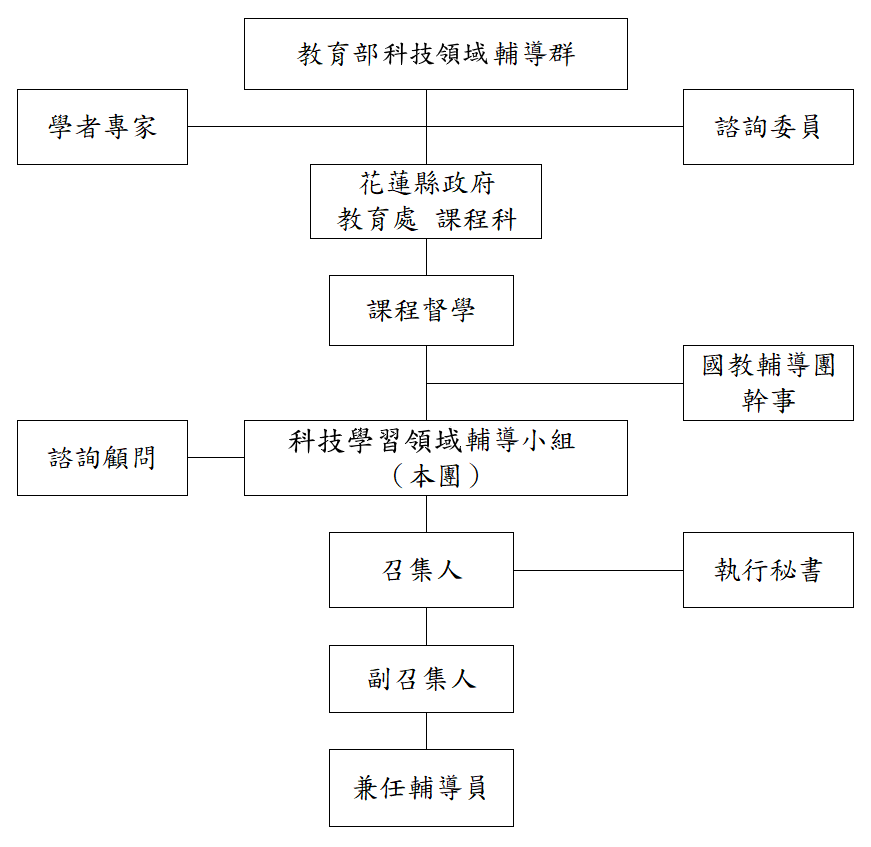 教育部科技領域輔導群
學者專家
諮詢委員
花蓮縣政府
教育處 課程科
課程督學
國教輔導團
幹事
諮詢顧問
科技學習領域輔導小組
（本團）
召集人
執行秘書
副召集人
兼任輔導員